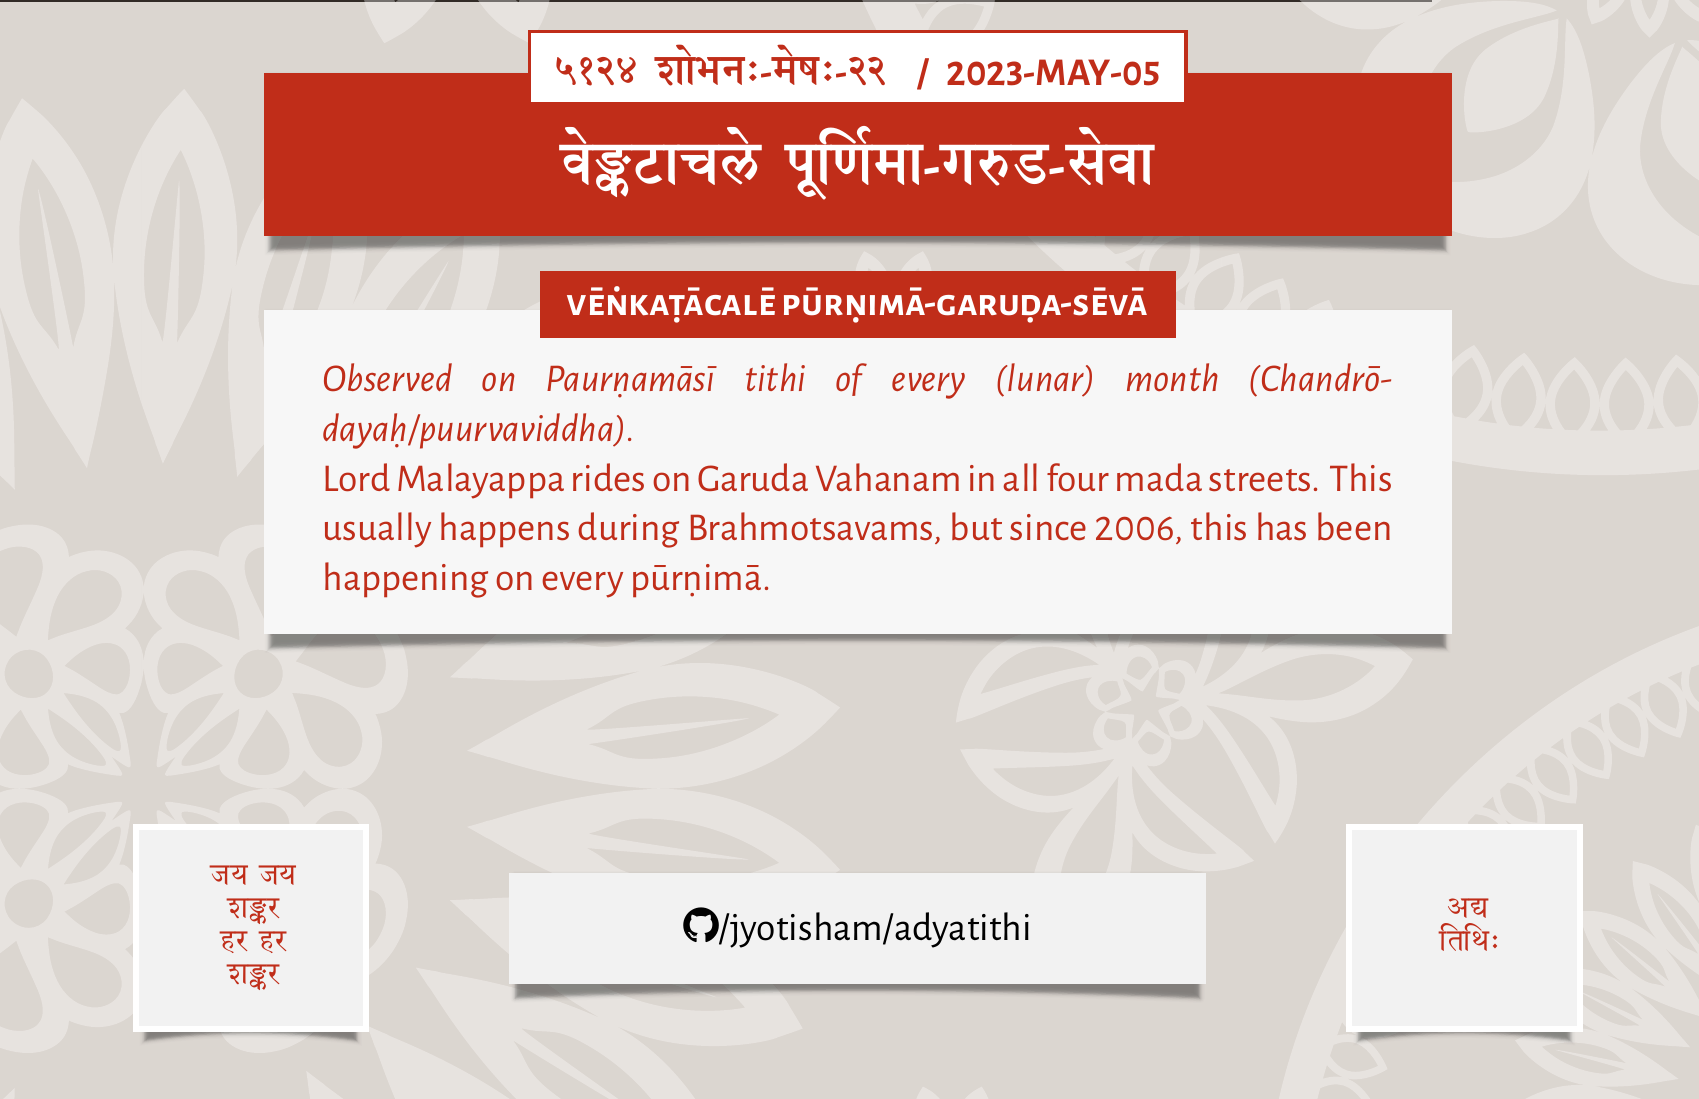 ५१२४ शोभनः-मेषः-२२ / 2023-MAY-05
वेङ्कटाचले पूर्णिमा-गरुड-सेवा
VĒṄKAṬĀCALĒ PŪRṆIMĀ-GARUḌA-SĒVĀ
Observed on Paurṇamāsī tithi of every (lunar) month (Chandrō-
dayaḥ/puurvaviddha).
Lord Malayappa rides on Garuda Vahanam in all four mada streets. This
usually happens during Brahmotsavams, but since 2006, this has been
happening on every pūrṇimā.
जय जय
शङ्कर
हर हर
शङ्कर
/jyotisham/adyatithi
अद्य
तिथिः